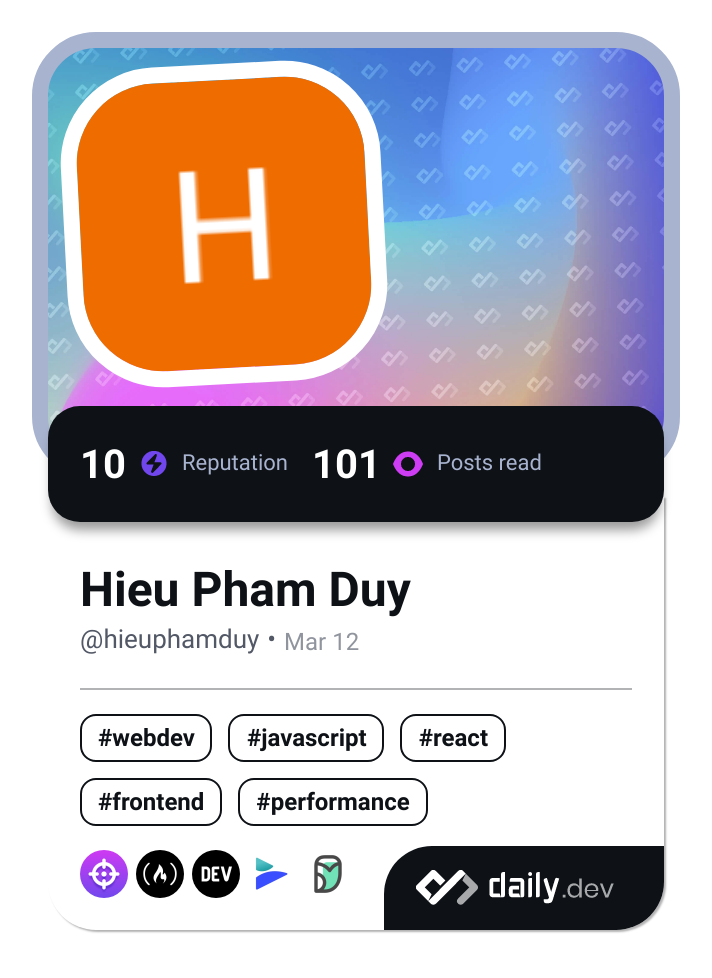 H
10 Reputation 101 Posts read
Hieu Pham Duy
@hieuphamduy • Mar 12
#webdev #javascript #react
#frontend #performance
DEV daily.dev